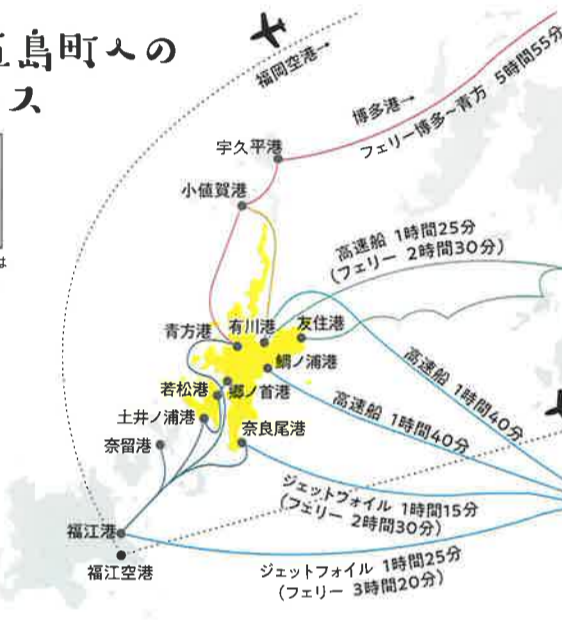 五島町への
ス
は
福岡空港→
博多港→
フェリー博多~青方 5時間55分
宇久平港
小値賀港
高速船 1時間25分
(フェリー 2時間30分)
青方港
有川港
友住港
鯛ノ浦港
高速船 1時間40分
若松港
郷ノ首港
高速船 1時間40分
土井ノ浦港
奈良尾港
奈留港
ジェットフォイル 1時間15分
(フェリー 2時間30分)
福江港
福江空港
ジェットフォイル 1時間25分
(フェリー 3時間20分)